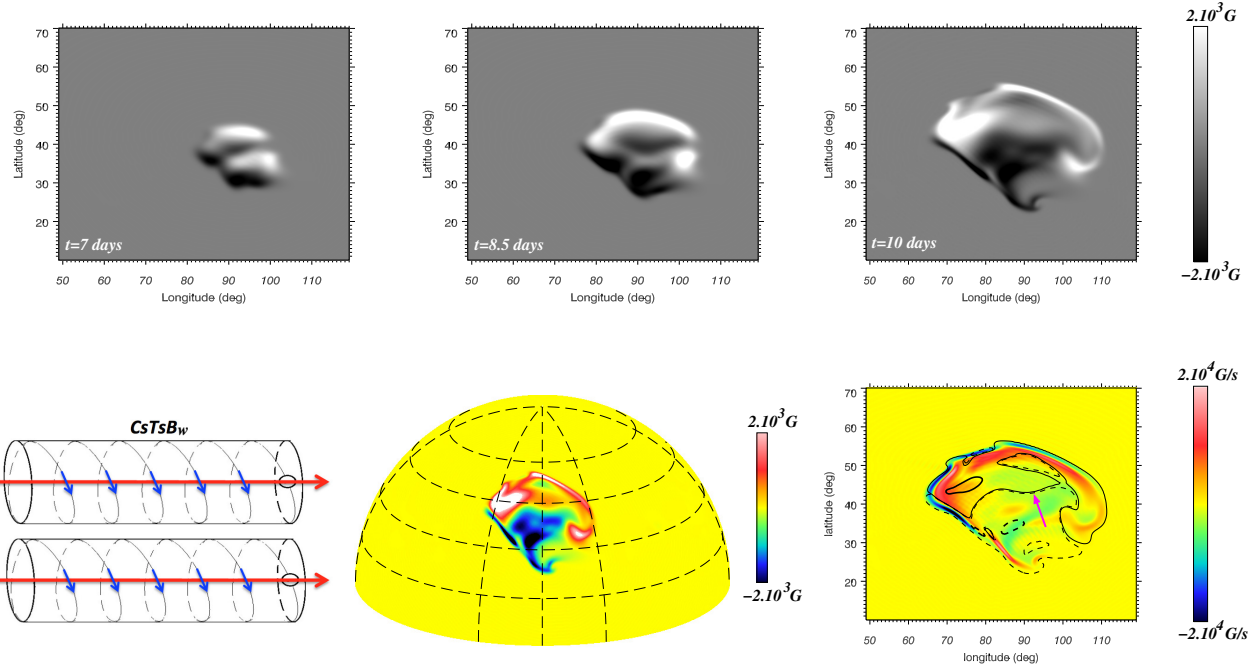 2.10³G
70
60
50
40
30
20
Latitude (deg)
t=7 days
50 60 70 80 90 100 110
Longitude (deg)
70
60
50
40
30
20
Latitude (deg)
t=8.5 days
50 60 70 80 90 100 110
Longitude (deg)
70
60
50
40
30
20
Latitude (deg)
t=10 days
50 60 70 80 90 100 110
Longitude (deg)
−2.10³G
CsTsBw
2.10³G
−2.10³G
2.10⁴G/s
70
60
50
40
30
20
latitude (deg)
50 60 70 80 90 100 110
longitude (deg)
−2.10⁴G/s